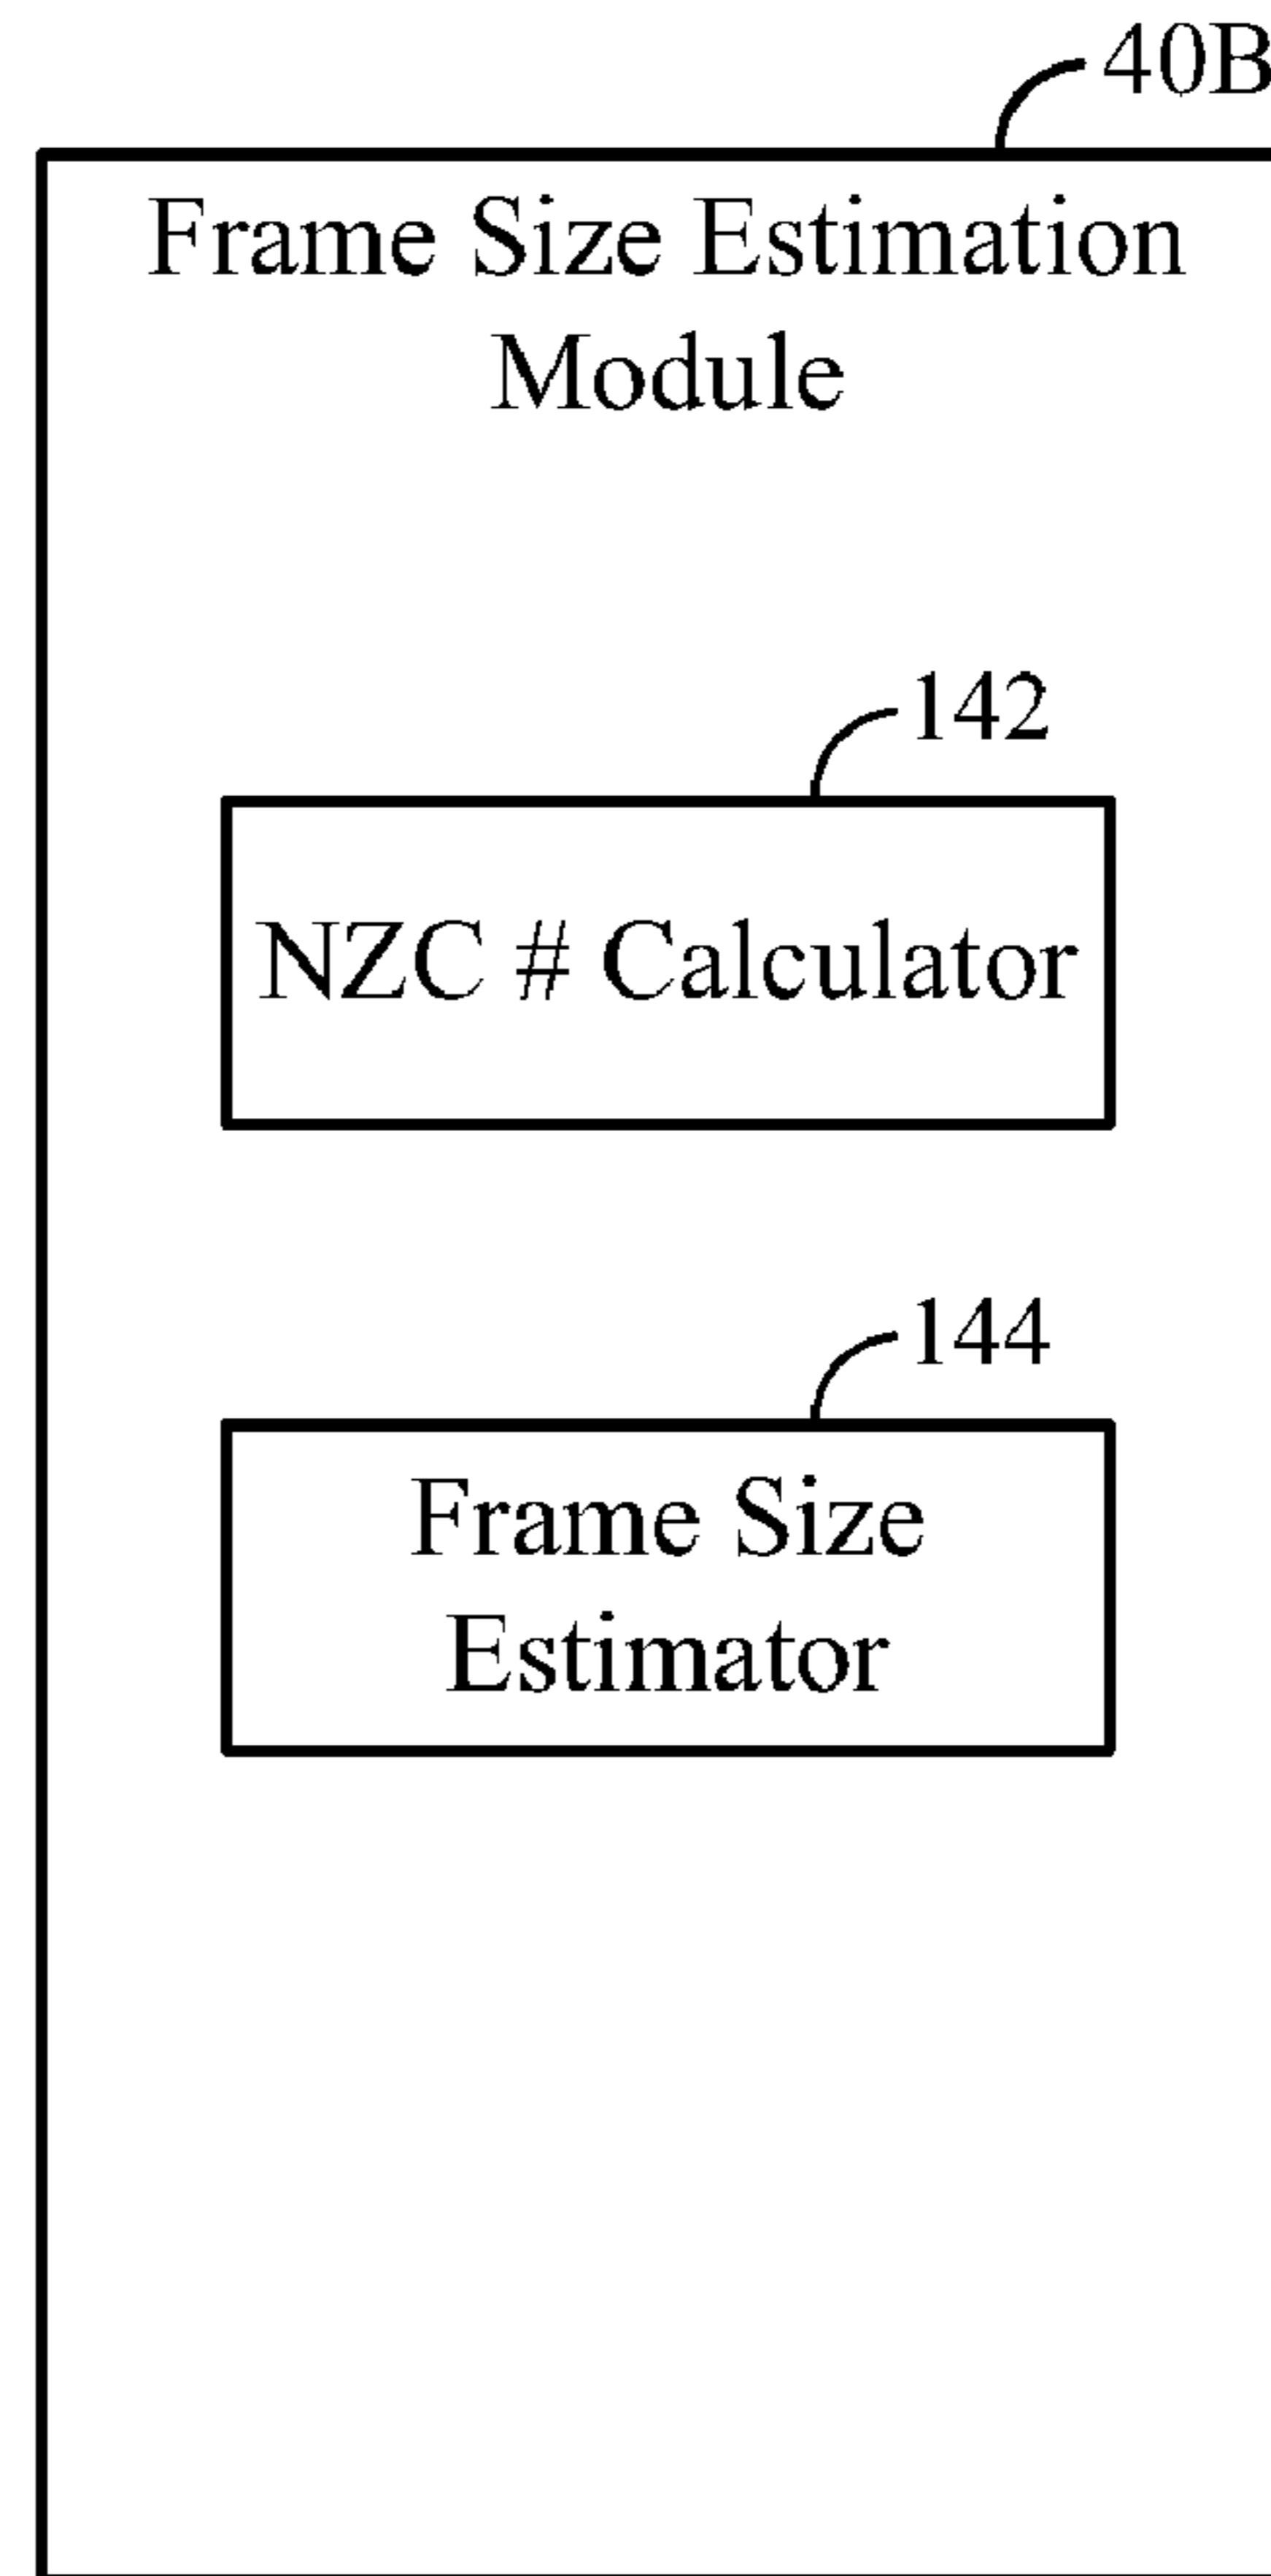 40B
Frame Size Estimation
Module
142
NZC # Calculator
144
Frame Size
Estimator